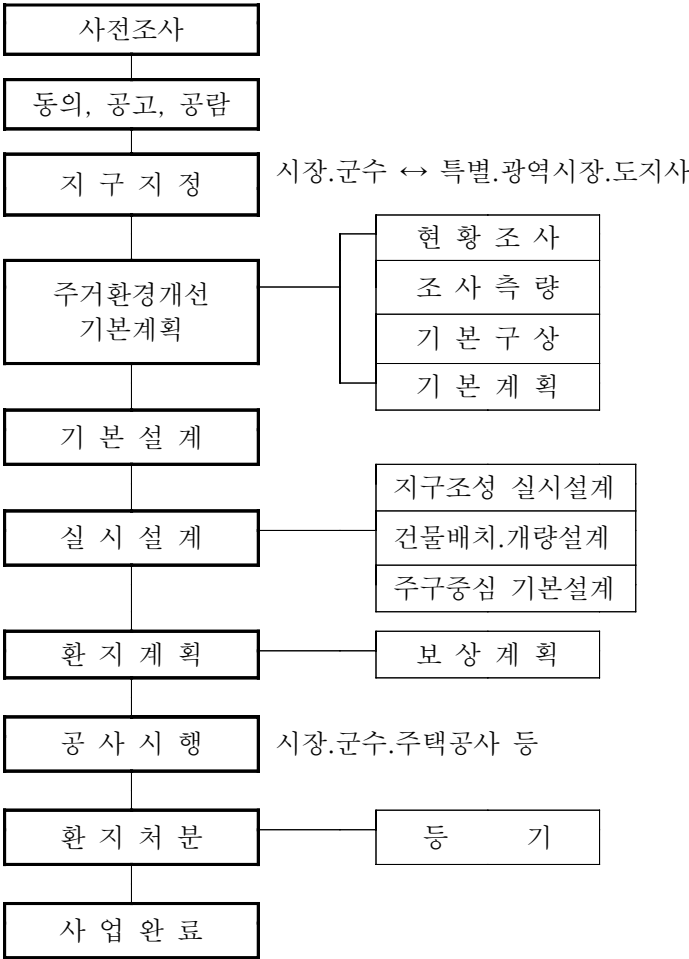 사전조사
동의, 공고, 공람
지 구 지 정
시장.군수 ↔ 특별.광역시장.도지사
주거환경개선
기본계획
현 황 조 사
조 사 측 량
기 본 구 상
기 본 계 획
기 본 설 계
실 시 설 계
지구조성 실시설계
건물배치.개량설계
주구중심 기본설계
환 지 계 획
보 상 계 획
공 사 시 행
시장.군수.주택공사 등
환 지 처 분
등 기
사 업 완 료